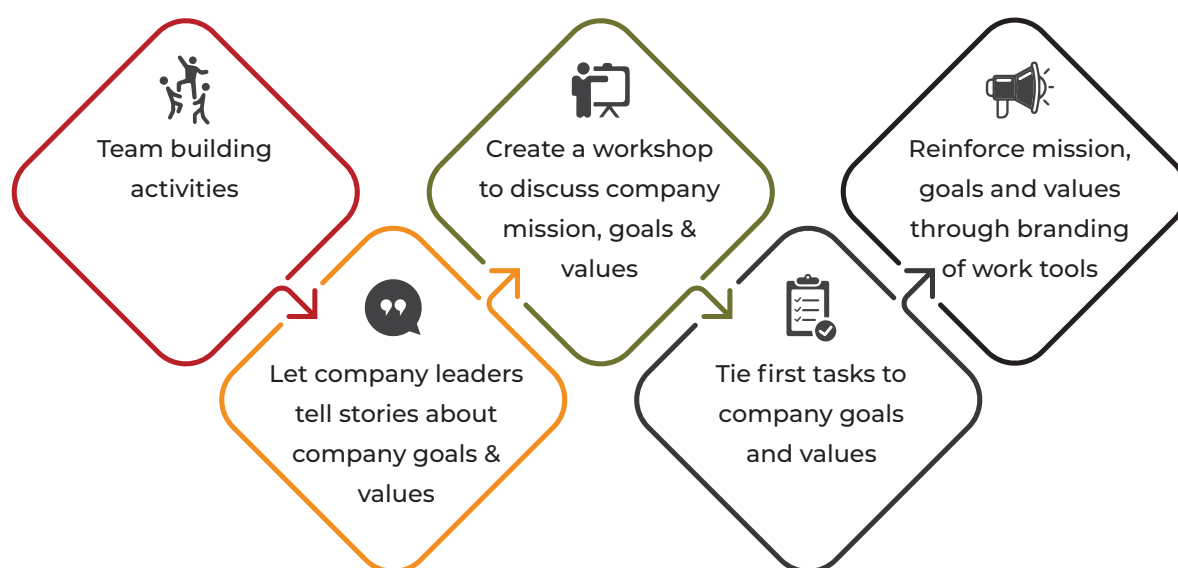 Team building
activities
Let company leaders
tell stories about
company goals &
values
Create a workshop
to discuss company
mission, goals &
values
Tie first tasks to
company goals
and values
Reinforce mission,
goals and values
through branding
of work tools